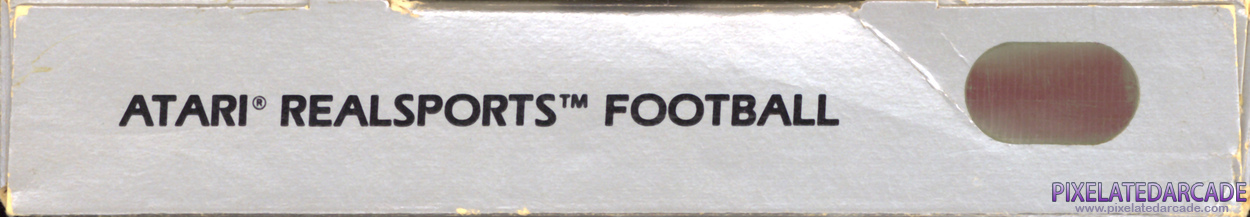 ATARI® REALSPORTS™ FOOTBALL
PIXELATEDARCADE
www.pixelatedarcade.com